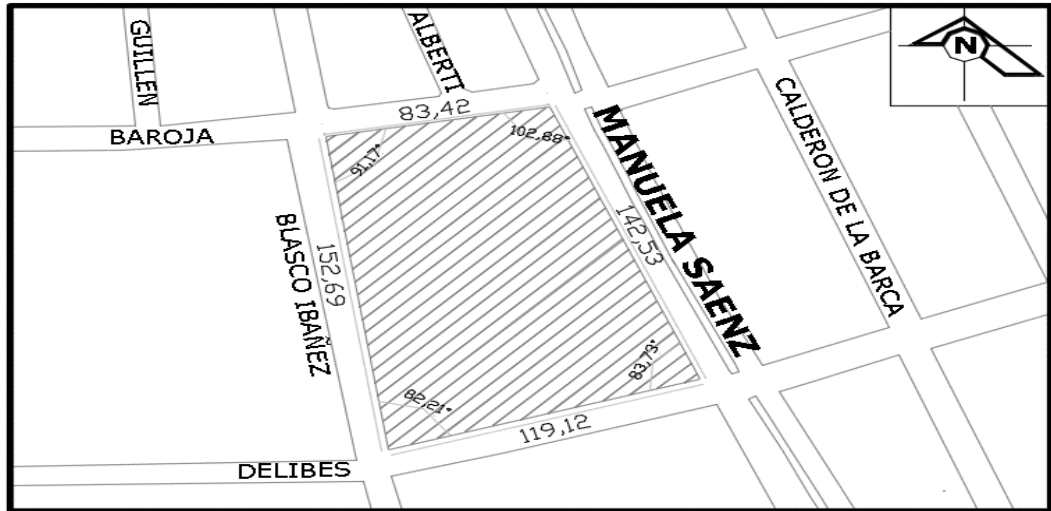 GUILLEN
ALBERTI
N
83,42
BAROJA
102,88°
91,17°
MANUELA SAENZ
CALDERON DE LA BARCA
142,53
BLASCO IBAÑEZ
152,69
83,73°
82,21°
119,12
DELIBES